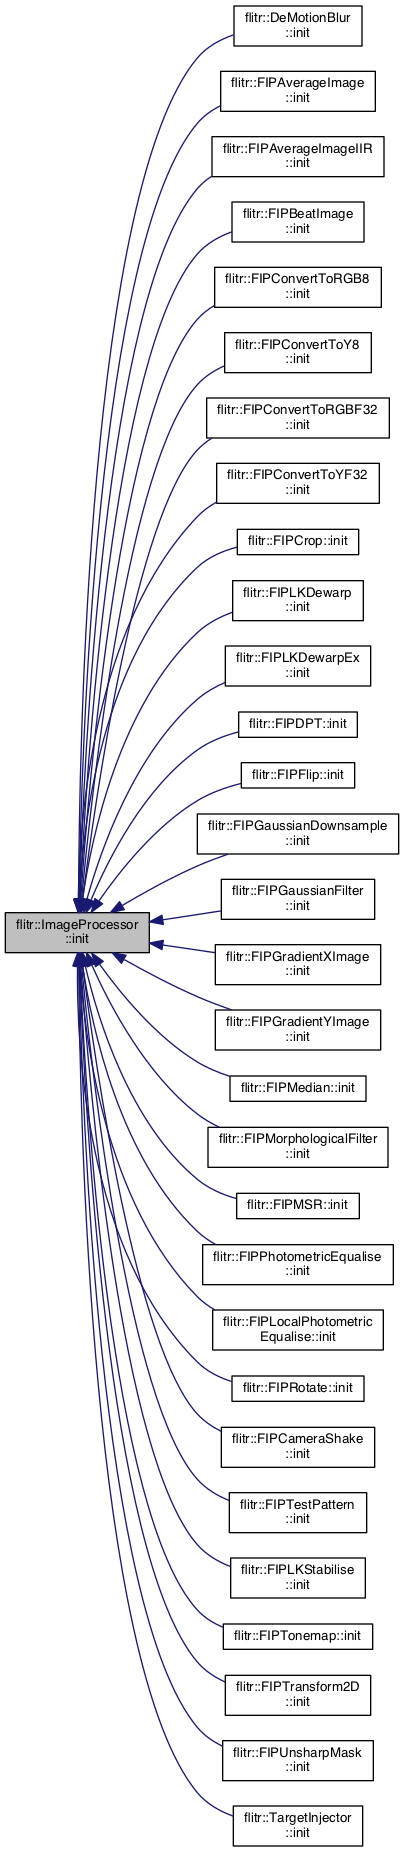 flitr::DeMotionBlur
::init
flitr::FIPAverageImage
::init
flitr::FIPAverageImageIIR
::init
flitr::FIPBeatImage
::init
flitr::FIPConvertToRGB8
::init
flitr::FIPConvertToY8
::init
flitr::FIPConvertToRGBF32
::init
flitr::FIPConvertToYF32
::init
flitr::FIPCrop::init
flitr::FIPLKDewarp
::init
flitr::FIPLKDewarpEx
::init
flitr::FIPDPT::init
flitr::FIPFlip::init
flitr::FIPGaussianDownsample
::init
flitr::FIPGaussianFilter
::init
flitr::ImageProcessor
::init
flitr::FIPGradientXImage
::init
flitr::FIPGradientYImage
::init
flitr::FIPMedian::init
flitr::FIPMorphologicalFilter
::init
flitr::FIPMSR::init
flitr::FIPPhotometricEqualise
::init
flitr::FIPLocalPhotometric
Equalise::init
flitr::FIPRotate::init
flitr::FIPCameraShake
::init
flitr::FIPTestPattern
::init
flitr::FIPLKStabilise
::init
flitr::FIPTonemap::init
flitr::FIPTransform2D
::init
flitr::FIPUnsharpMask
::init
flitr::TargetInjector
::init